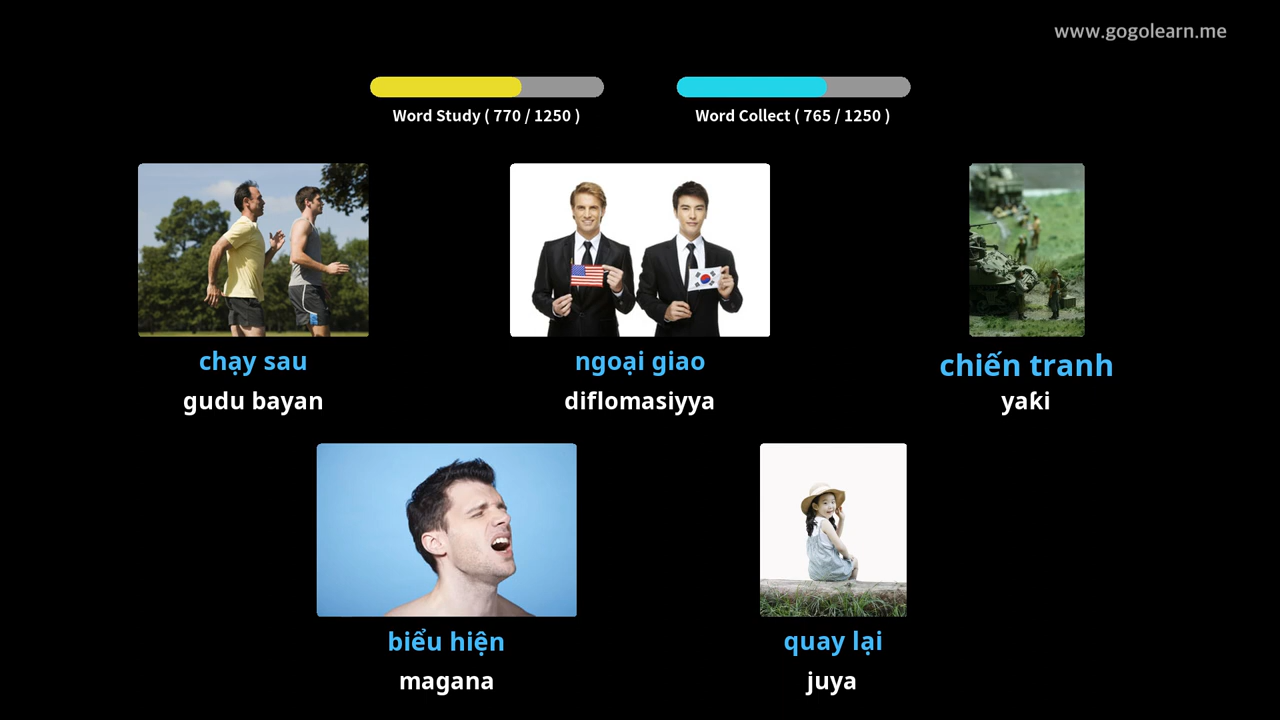 www.gogolearn.me
Word Study ( 770 / 1250 )
Word Collect ( 765 / 1250 )
chạy sau
gudu bayan
ngoại giao
diflomasiyya
chiến tranh
yaƙi
biểu hiện
magana
quay lại
juya